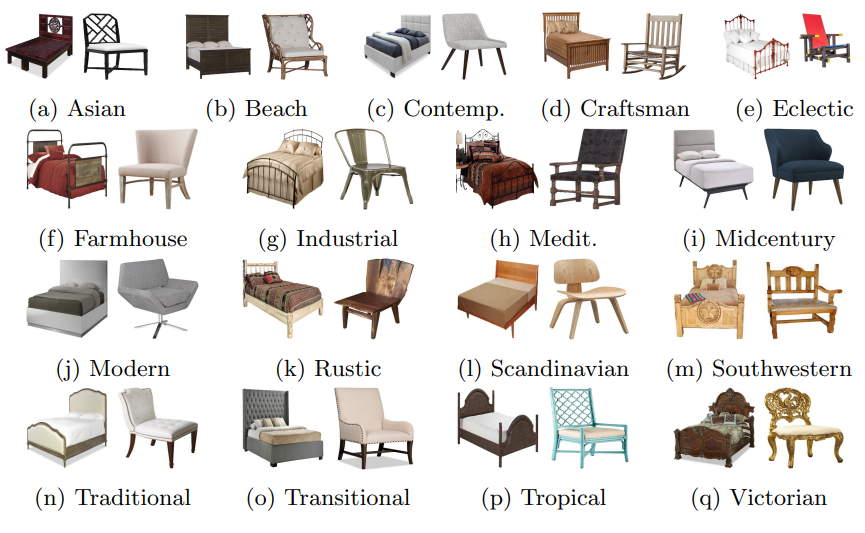 (a) Asian (b) Beach (c) Contemp. (d) Craftsman (e) Eclectic
(f) Farmhouse (g) Industrial (h) Medit. (i) Midcentury
(j) Modern (k) Rustic (l) Scandinavian (m) Southwestern
(n) Traditional (o) Transitional (p) Tropical (q) Victorian